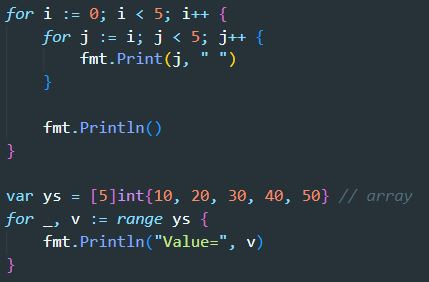 for i := 0; i < 5; i++ {
    for j := i; j < 5; j++ {
        fmt.Print(j, " ")
    }

    fmt.Println()
}

var ys = [5]int{10, 20, 30, 40, 50} // array
for _, v := range ys {
    fmt.Println("Value=", v)
}